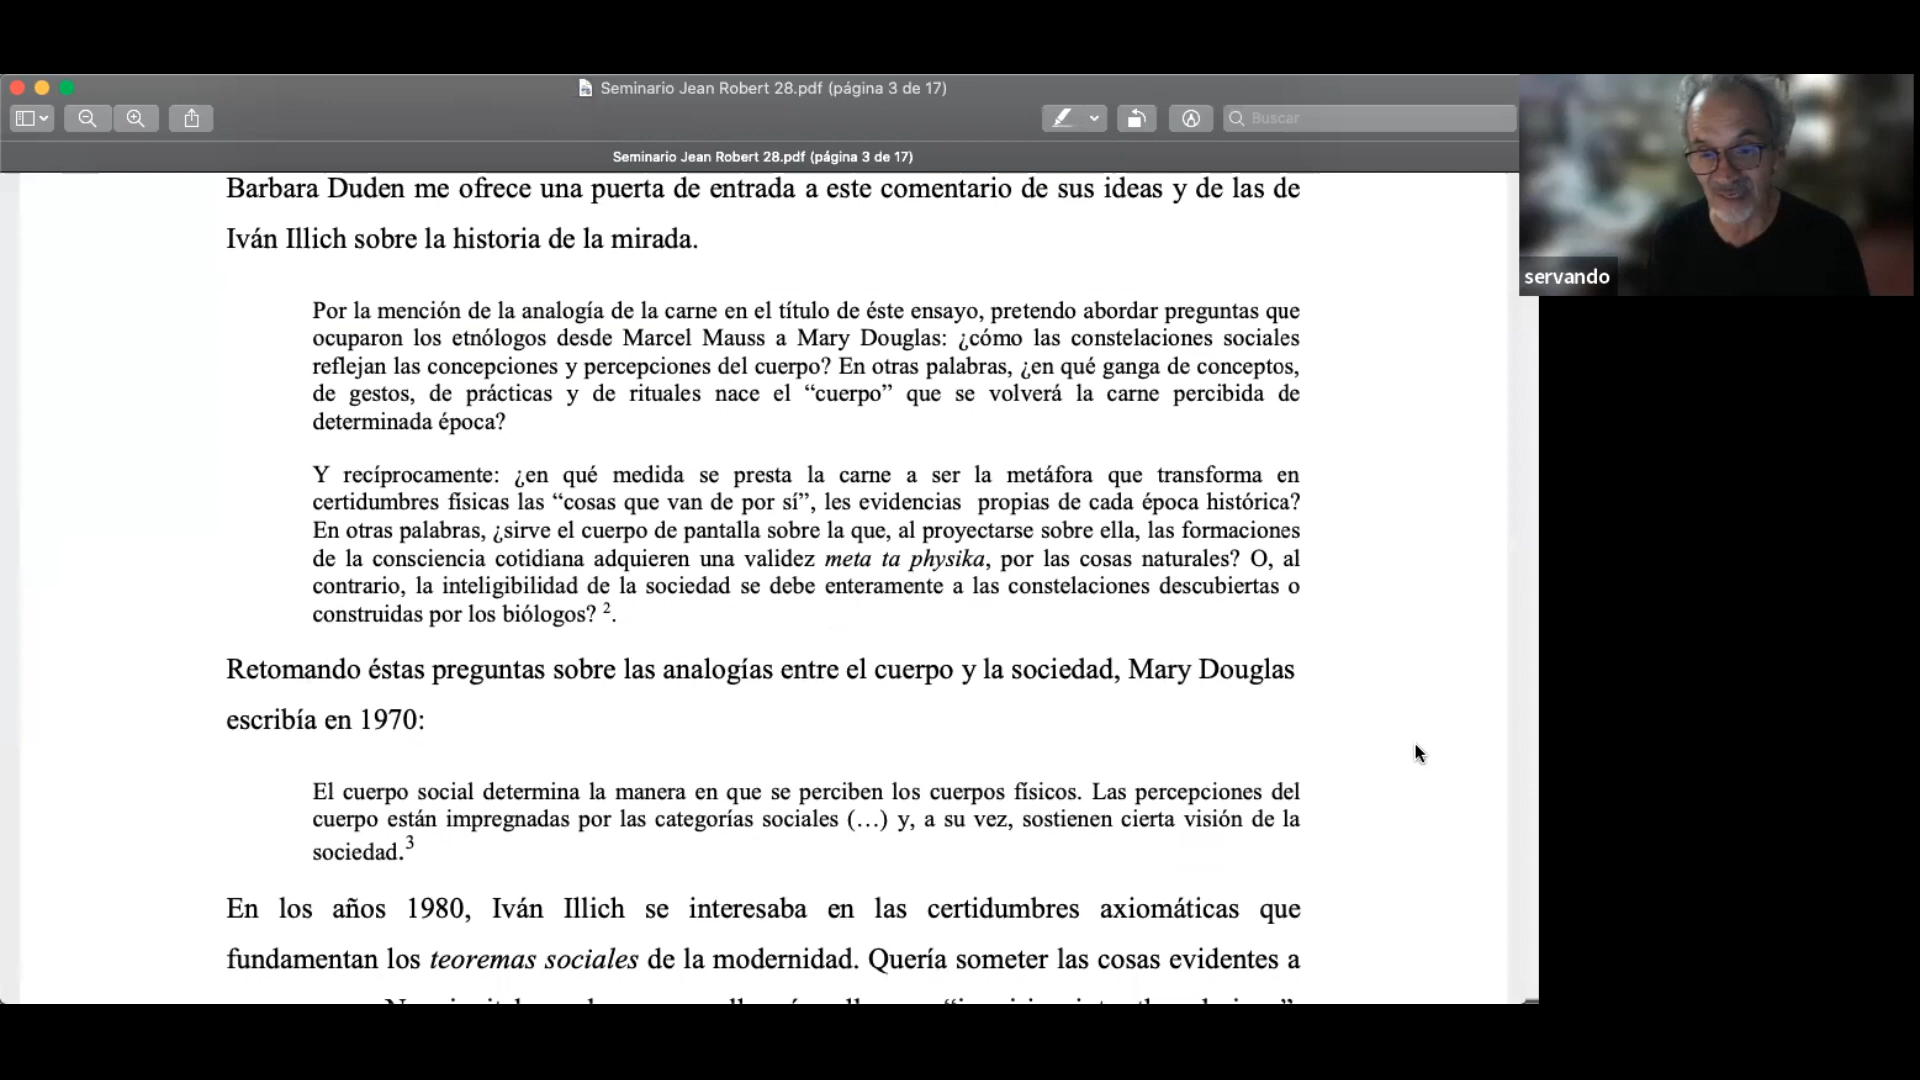 Seminario Jean Robert 28.pdf (página 3 de 17)
Buscar
Seminario Jean Robert 28.pdf (página 3 de 17)
servando
Barbara Duden me ofrece una puerta de entrada a este comentario de sus ideas y de las de
Iván Illich sobre la historia de la mirada.
Por la mención de la analogía de la carne en el título de éste ensayo, pretendo abordar preguntas que
ocuparon los etnólogos desde Marcel Mauss a Mary Douglas: ¿cómo las constelaciones sociales
reflejan las concepciones y percepciones del cuerpo? En otras palabras, ¿en qué ganga de conceptos,
de gestos, de prácticas y de rituales nace el “cuerpo” que se volverá la carne percibida de
determinada época?
Y recíprocamente: ¿en qué medida se presta la carne a ser la metáfora que transforma en
certidumbres físicas las “cosas que van de por sí”, les evidencias propias de cada época histórica?
En otras palabras, ¿sirve el cuerpo de pantalla sobre la que, al proyectarse sobre ella, las formaciones
de la consciencia cotidiana adquieren una validez meta ta physika, por las cosas naturales? O, al
contrario, la inteligibilidad de la sociedad se debe enteramente a las constelaciones descubiertas o
construidas por los biólogos? 2.
Retomando éstas preguntas sobre las analogías entre el cuerpo y la sociedad, Mary Douglas
escribía en 1970:
El cuerpo social determina la manera en que se perciben los cuerpos físicos. Las percepciones del
cuerpo están impregnadas por las categorías sociales (…) y, a su vez, sostienen cierta visión de la
sociedad.3
En los años 1980, Iván Illich se interesaba en las certidumbres axiomáticas que
fundamentan los teoremas sociales de la modernidad. Quería someter las cosas evidentes a